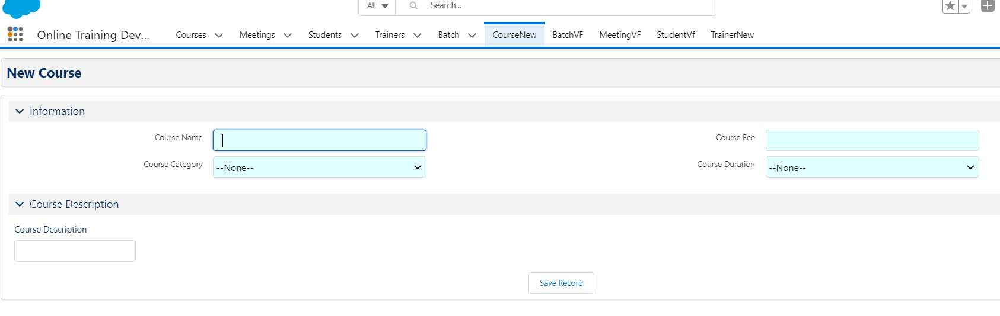 All Search...
Online Training Dev... Courses Meetings Students Trainers Batch CourseNew BatchVF MeetingVF StudentVf TrainerNew
New Course
Information
Course Name Course Fee
Course Category --None-- Course Duration --None--
Course Description
Course Description
Save Record